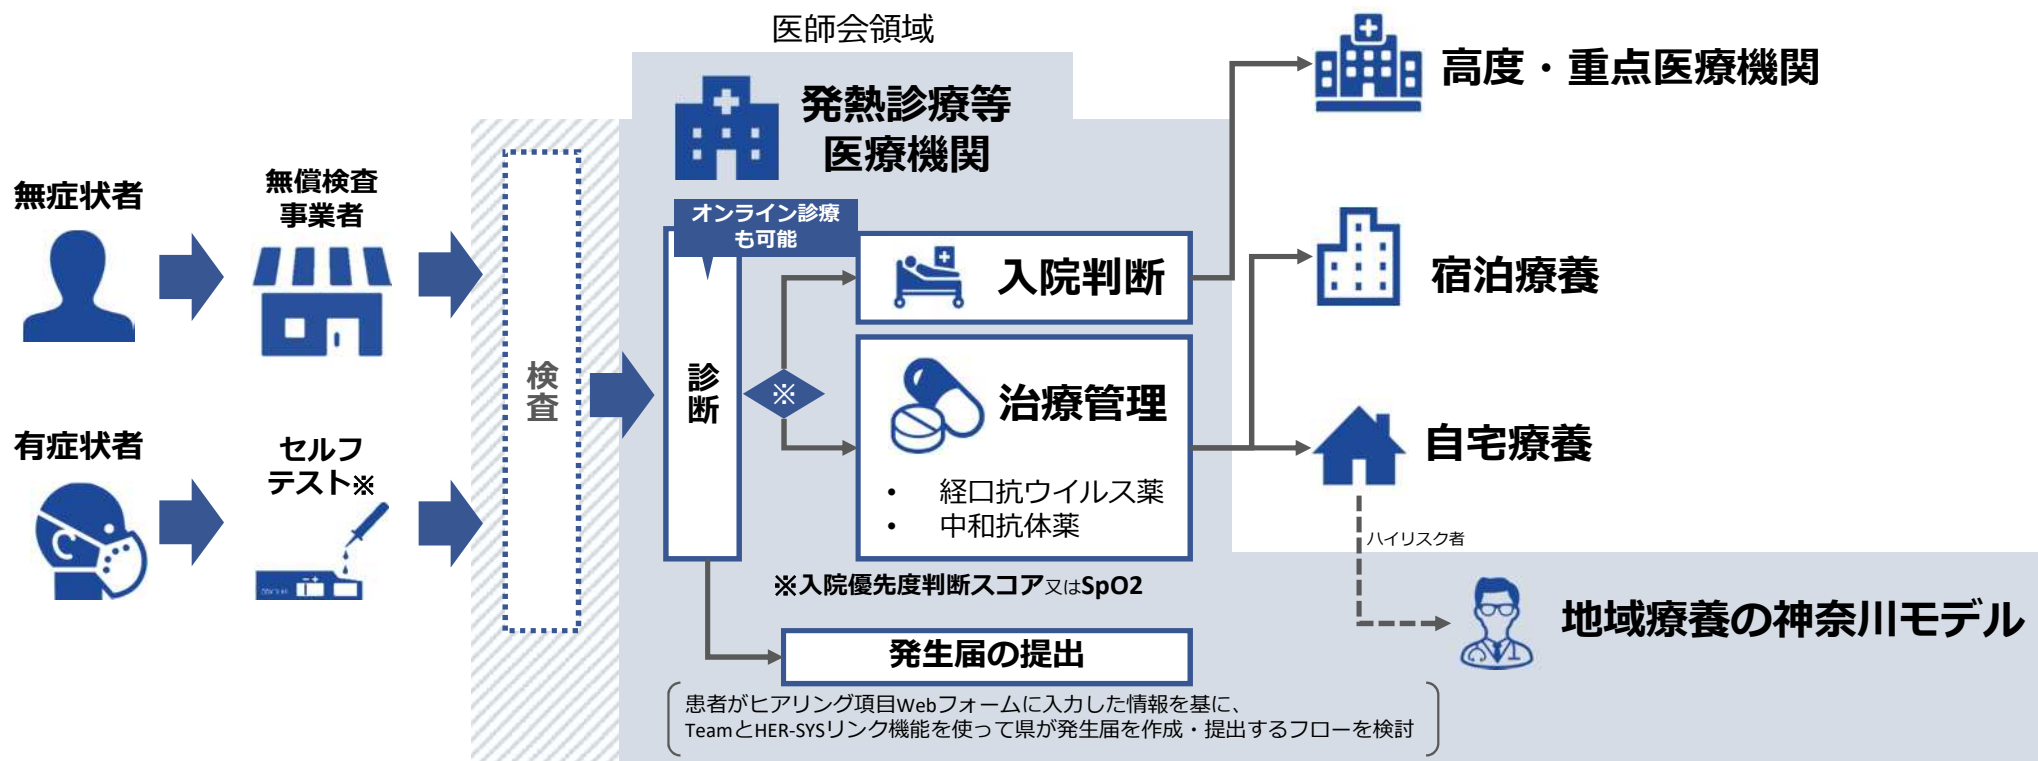 医師会領域
発熱診療等
医療機関
高度・重点医療機関
無症状者
無償検査
事業者
オンライン診療
も可能
入院判断
宿泊療養
検査
診断
※
治療管理
• 経口抗ウイルス薬
• 中和抗体薬
自宅療養
有症状者
セルフ
テスト※
ハイリスク者
※入院優先度判断スコア又はSpO2
地域療養の神奈川モデル
発生届の提出
患者がヒアリング項目Webフォームに入力した情報を基に、
TeamとHER-SYSリンク機能を使って県が発生届を作成・提出するフローを検討